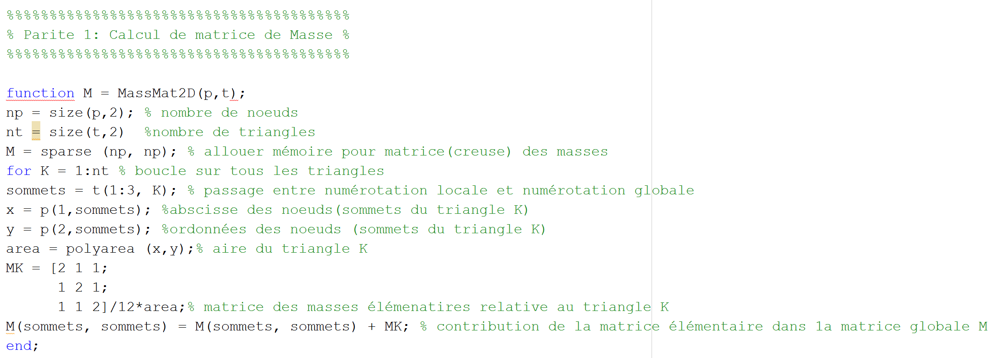 %%%%%%%%%%%%%%%%%%%%%%%%%%%%%%%%%%%%%%%%
% Parite 1: Calcul de matrice de Masse %
%%%%%%%%%%%%%%%%%%%%%%%%%%%%%%%%%%%%%%%%
function M = MassMat2D(p,t);
np = size(p,2); % nombre de noeuds
nt = size(t,2)  %nombre de triangles
M = sparse (np, np); % allouer mémoire pour matrice(creuse) des masses
for K = 1:nt % boucle sur tous les triangles
sommets = t(1:3, K); % passage entre numérotation locale et numérotation globale
x = p(1,sommets); %abscisse des noeuds(sommets du triangle K)
y = p(2,sommets); %ordonnées des noeuds (sommets du triangle K)
area = polyarea (x,y);% aire du triangle K
MK = [2 1 1;
      1 2 1;
      1 1 2]/12*area;% matrice des masses élémenatires relative au triangle K
M(sommets, sommets) = M(sommets, sommets) + MK; % contribution de la matrice élémentaire dans 1a matrice globale M
end;